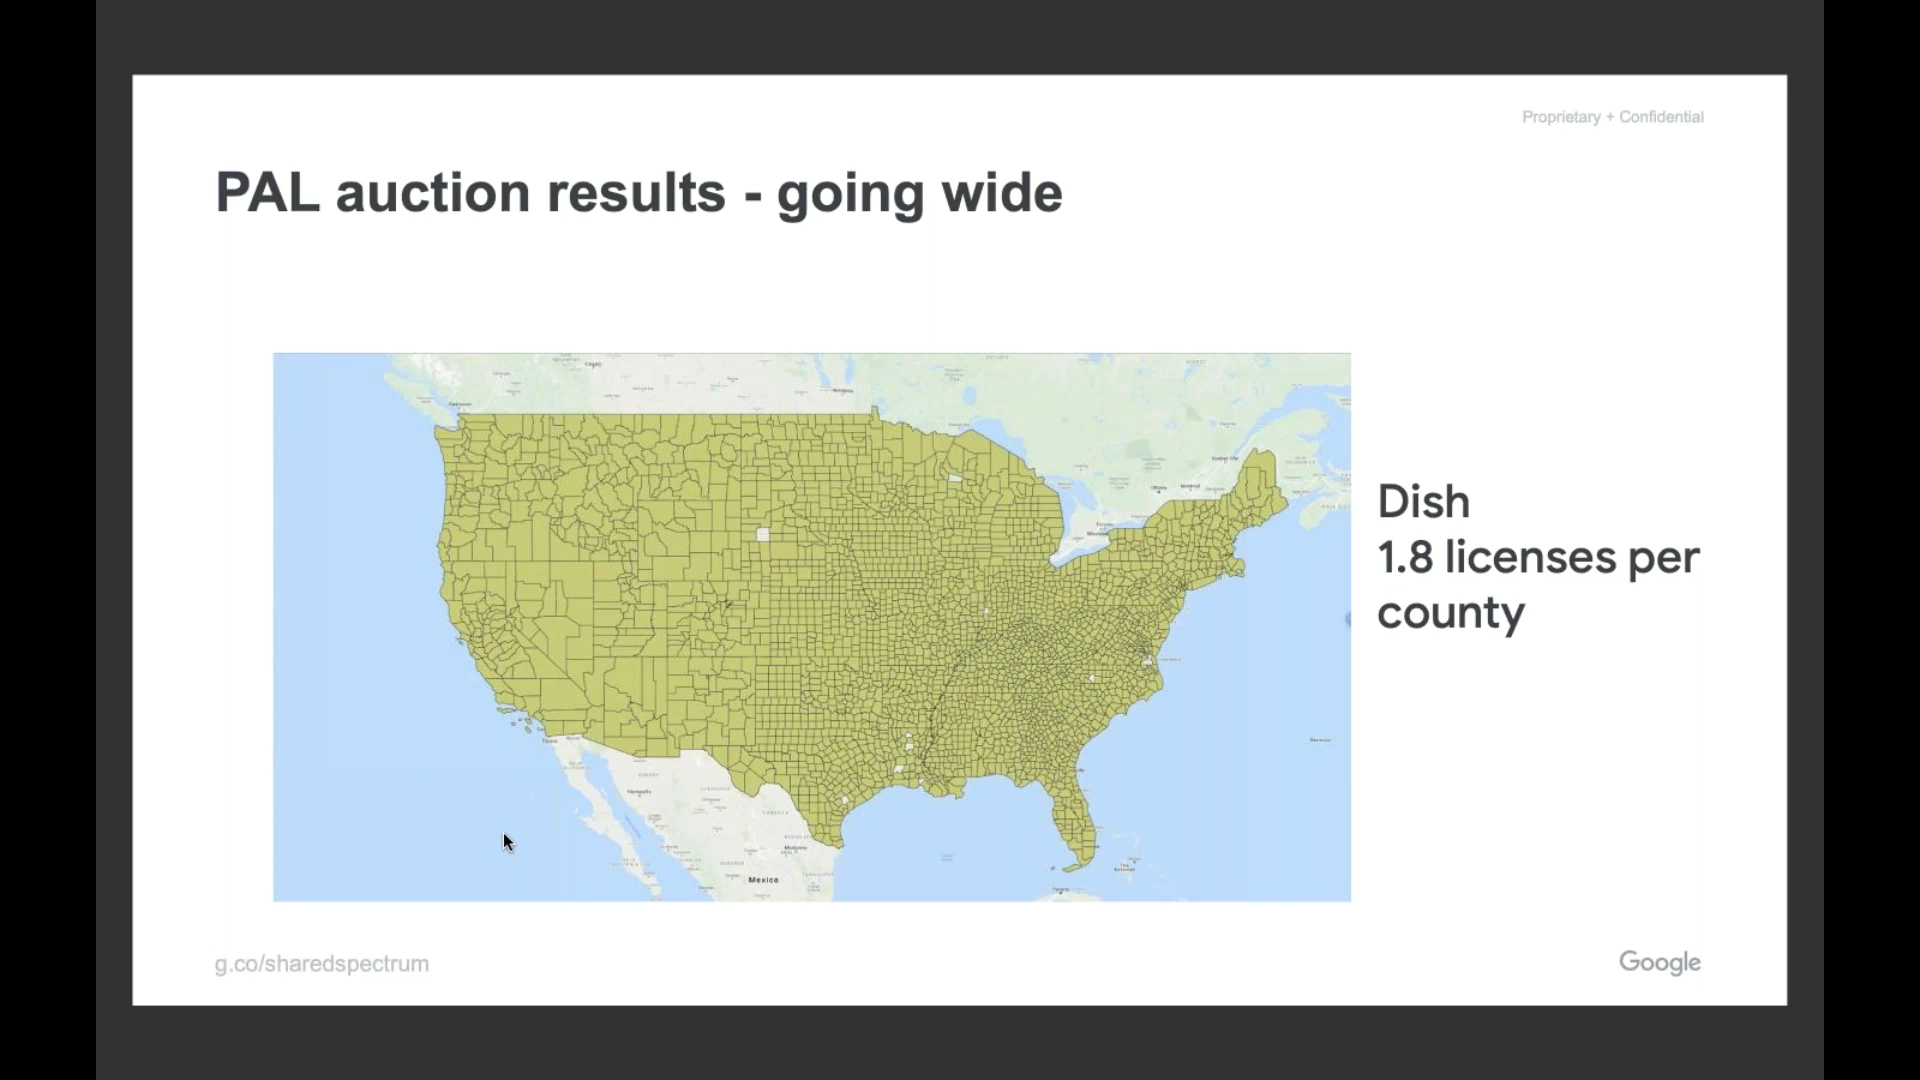 Proprietary + Confidential
PAL auction results - going wide
Dish
1.8 licenses per
county
Mexico
g.co/sharedspectrum
Google